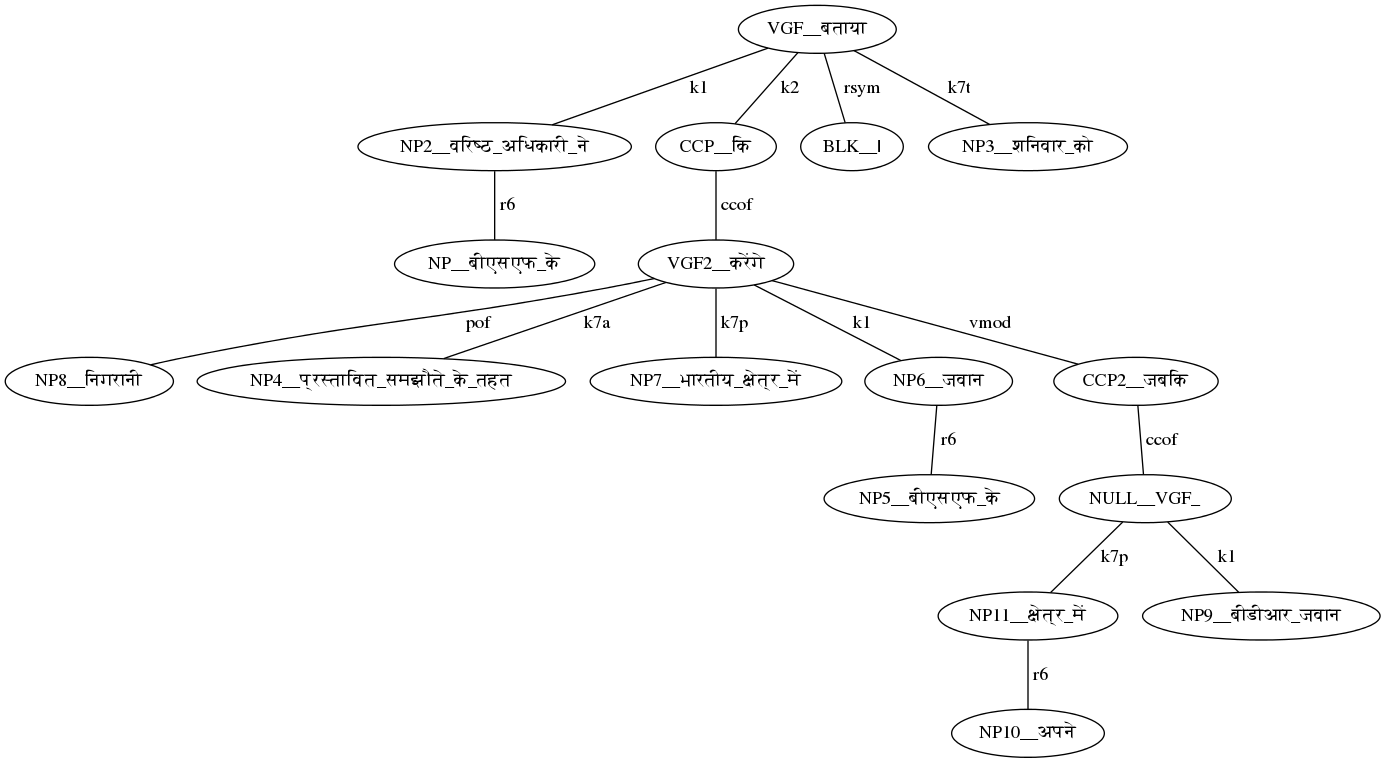 VGF__बताया
k1 k2 rsym k7t
NP2__वरिष्ठ_अधिकारी_ने CCP__कि BLK__। NP3__शनिवार_को
r6 ccof
NP__बीएसएफ_के VGF2__करेंगे
pof k7a k7p k1 vmod
NP8__निगरानी NP4__प्रस्तावित_समझौते_के_तहत NP7__भारतीय_क्षेत्र_में NP6__जवान CCP2__जबकि
r6 ccof
NP5__बीएसएफ_के NULL__VGF_
k7p k1
NP11__क्षेत्र_में NP9__बीडीआर_जवान
r6
NP10__अपने